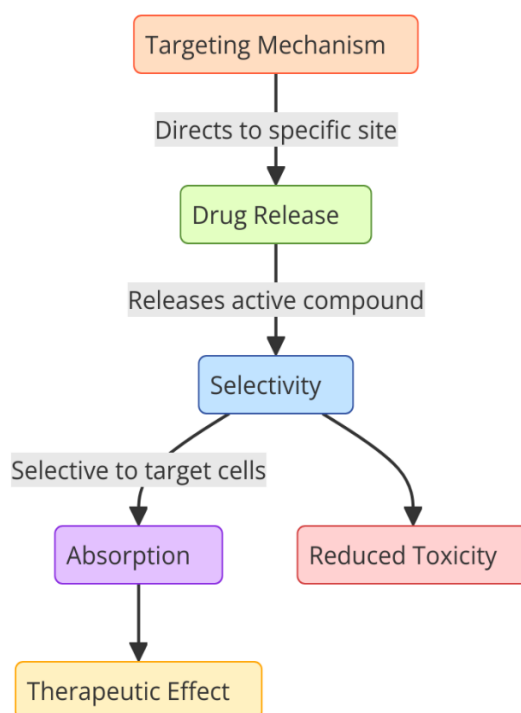 Targeting Mechanism
Directs to specific site
Drug Release
Releases active compound
Selectivity
Selective to target cells
Absorption
Reduced Toxicity
Therapeutic Effect